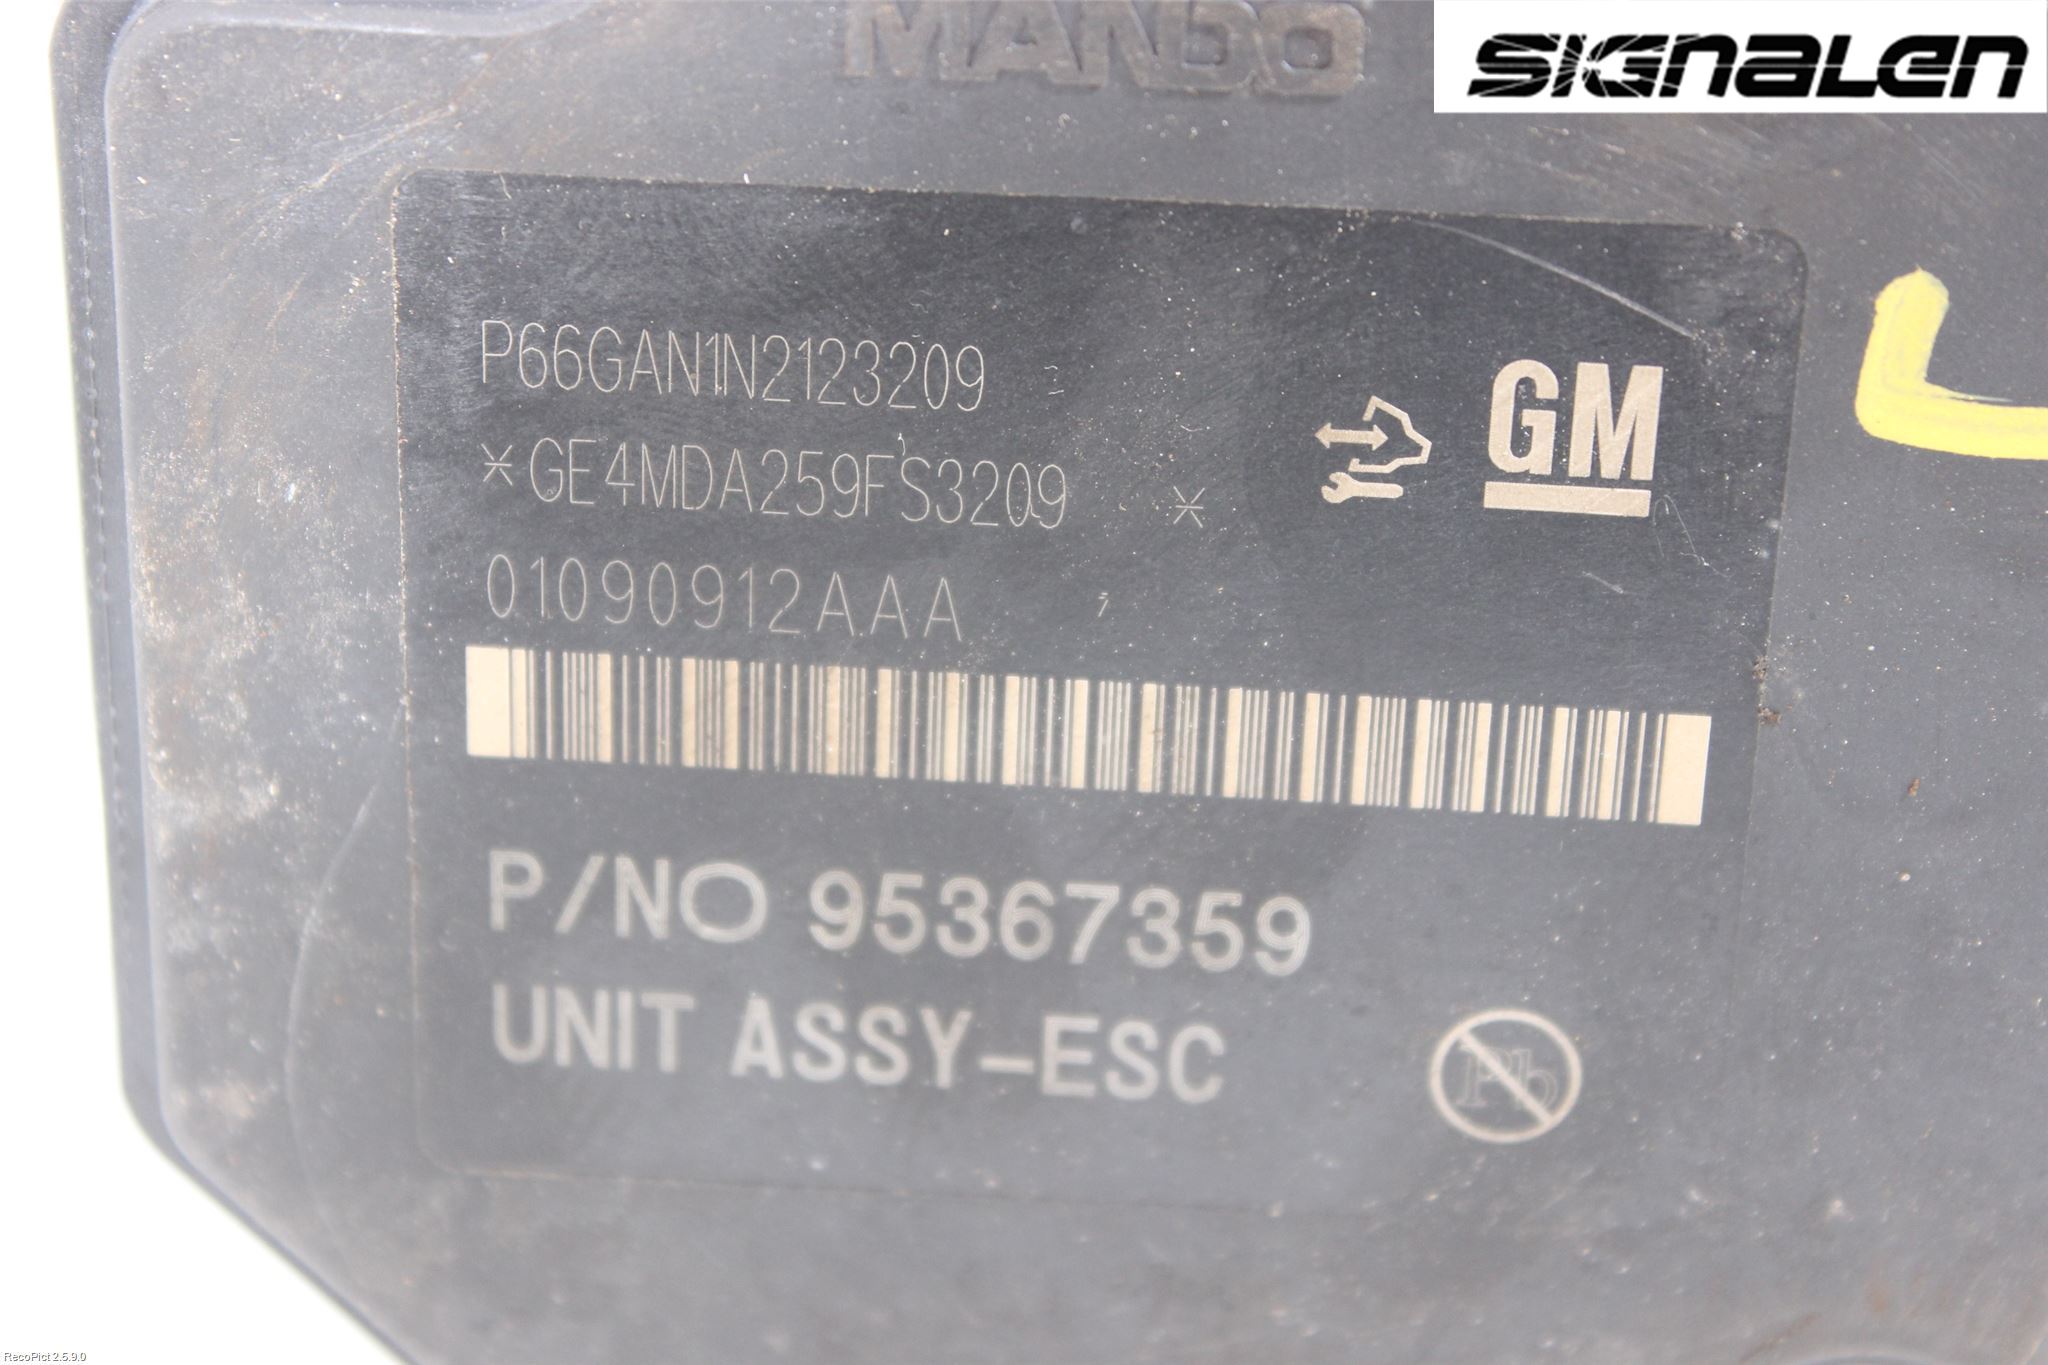 MANDO
SIGNALEN
P66GAN1N2123209
*GE4MDA259FS3209 *
01090912AAA
GM
P/NO 95367359
UNIT ASSY-ESC
Pb
RecoPict 2.5.9.0